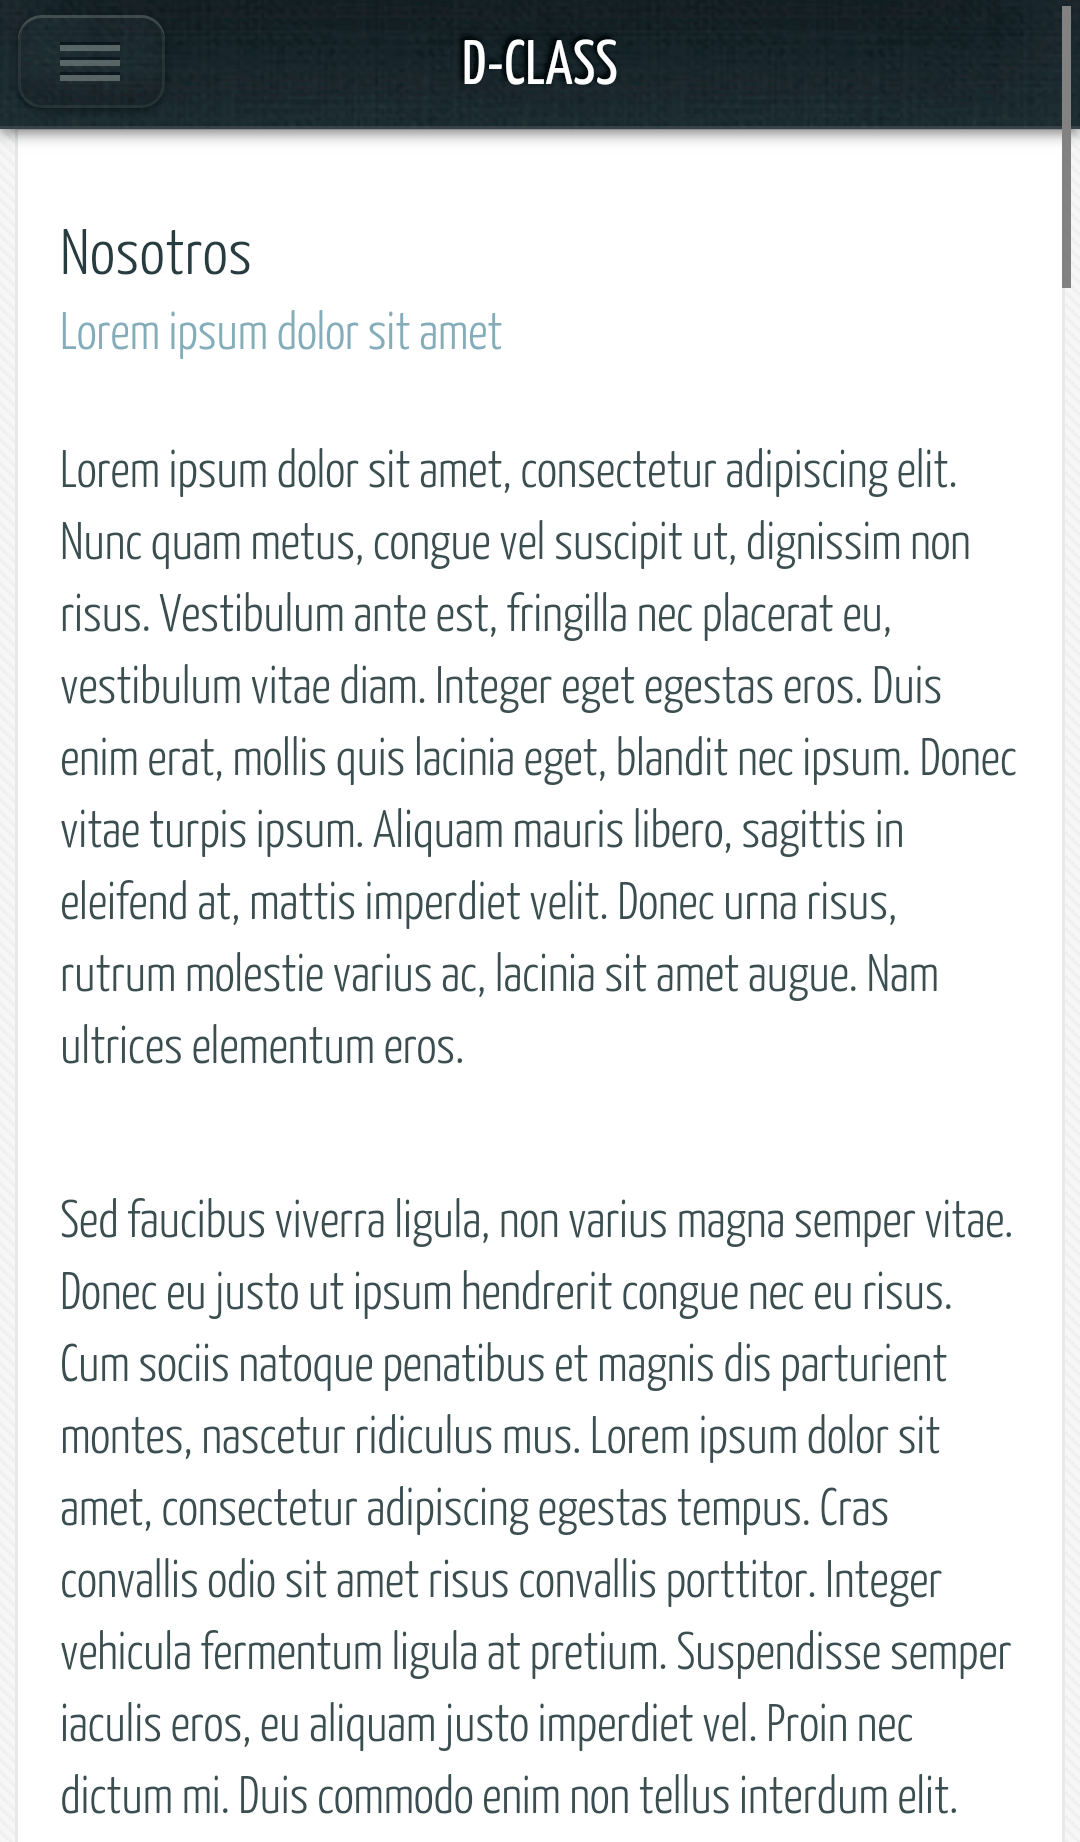 D-CLASS
Nosotros
Lorem ipsum dolor sit amet
Lorem ipsum dolor sit amet, consectetur adipiscing elit.
Nunc quam metus, congue vel suscipit ut, dignissim non
risus. Vestibulum ante est, fringilla nec placerat eu,
vestibulum vitae diam. Integer eget egestas eros. Duis
enim erat, mollis quis lacinia eget, blandit nec ipsum. Donec
vitae turpis ipsum. Aliquam mauris libero, sagittis in
eleifend at, mattis imperdiet velit. Donec urna risus,
rutrum molestie varius ac, lacinia sit amet augue. Nam
ultrices elementum eros.
Sed faucibus viverra ligula, non varius magna semper vitae.
Donec eu justo ut ipsum hendrerit congue nec eu risus.
Cum sociis natoque penatibus et magnis dis parturient
montes, nascetur ridiculus mus. Lorem ipsum dolor sit
amet, consectetur adipiscing egestas tempus. Cras
convallis odio sit amet risus convallis porttitor. Integer
vehicula fermentum ligula at pretium. Suspendisse semper
iaculis eros, eu aliquam justo imperdiet vel. Proin nec
dictum mi. Duis commodo enim non tellus interdum elit.